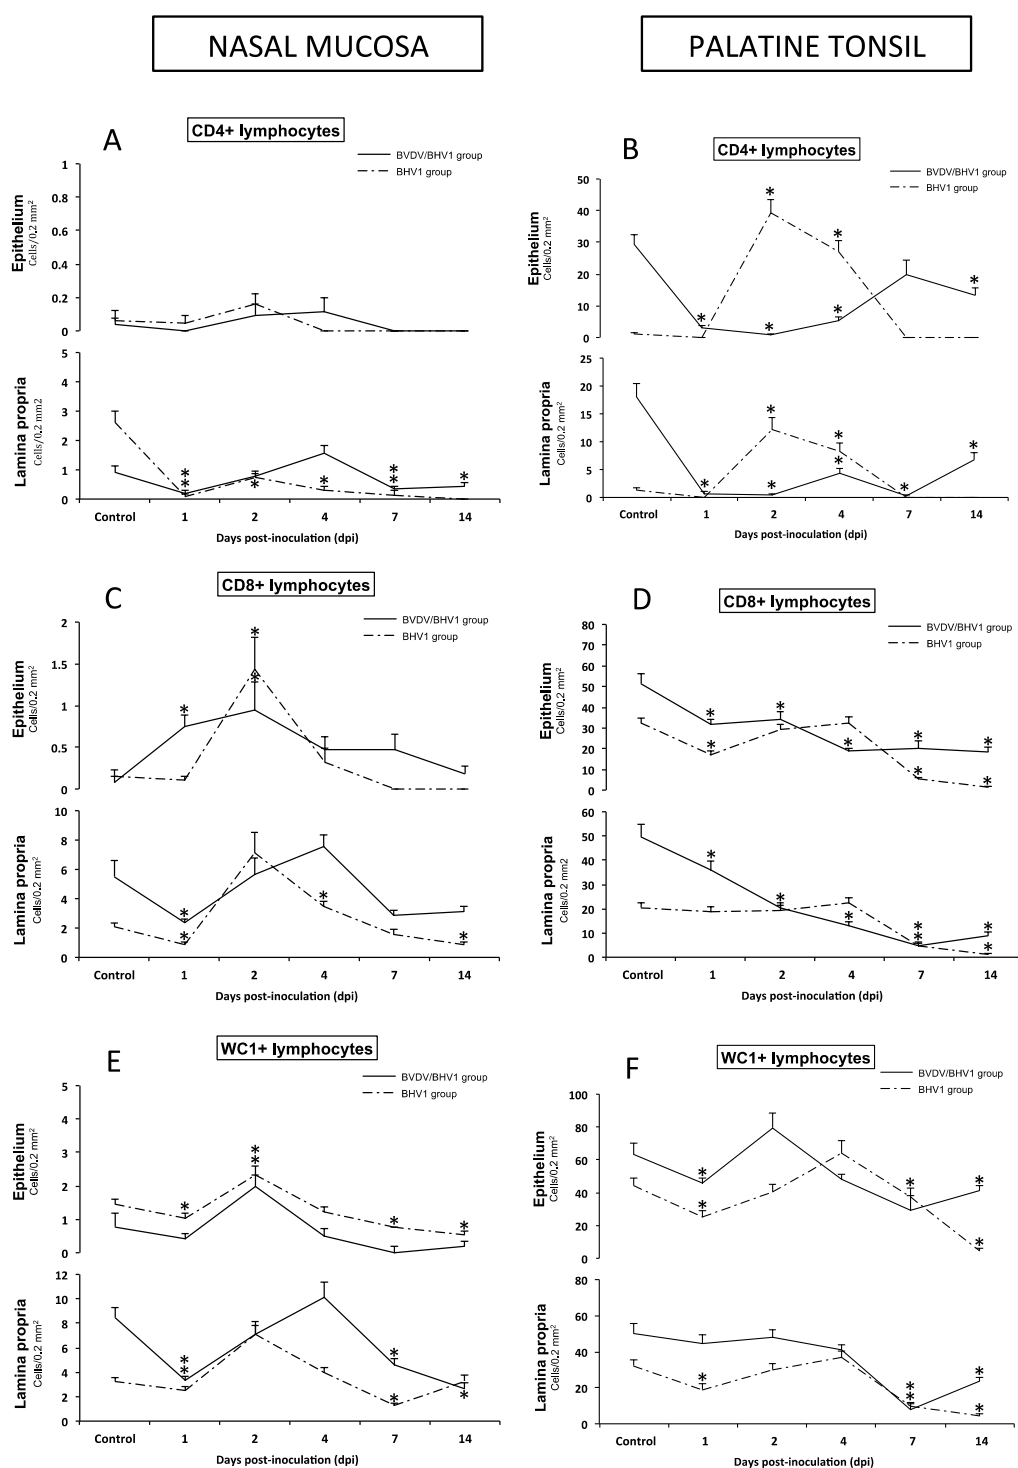 NASAL MUCOSA
PALATINE TONSIL
A
CD4+ lymphocytes
BVDV/BHV1 group
BHV1 group
Epithelium
Cells/0.2 mm²
1
0.8
0.6
0.4
0.2
0
Lamina propria
Cells/0.2 mm2
5
4
3
2
1
0
* * * * * * *
Control 1 2 4 7 14
Days post-inoculation (dpi)
B
CD4+ lymphocytes
BVDV/BHV1 group
BHV1 group
Epithelium
Cells/0.2 mm²
50
40
30
20
10
0
* * * * * *
Lamina propria
Cells/0.2 mm²
25
20
15
10
5
0
* * * * * * *
Control 1 2 4 7 14
Days post-inoculation (dpi)
C
CD8+ lymphocytes
BVDV/BHV1 group
BHV1 group
Epithelium
Cells/0.2 mm²
2
1.5
1
0.5
0
* * *
Lamina propria
Cells/0.2 mm²
10
8
6
4
2
0
* * * *
Control 1 2 4 7 14
Days post-inoculation (dpi)
D
CD8+ lymphocytes
BVDV/BHV1 group
BHV1 group
Epithelium
Cells/0.2 mm²
80
70
60
50
40
30
20
10
0
* * * * * * * *
Lamina propria
Cells/0.2 mm2
60
50
40
30
20
10
0
* * * * * * *
Control 1 2 4 7 14
Days post-inoculation (dpi)
E
WC1+ lymphocytes
BVDV/BHV1 group
BHV1 group
Epithelium
Cells/0.2 mm²
5
4
3
2
1
0
* * * * *
Lamina propria
Cells/0.2 mm²
12
10
8
6
4
2
0
* * * * *
Control 1 2 4 7 14
Days post-inoculation (dpi)
F
WC1+ lymphocytes
BVDV/BHV1 group
BHV1 group
Epithelium
Cells/0.2 mm²
100
80
60
40
20
0
* * * * * *
Lamina propria
Cells/0.2 mm²
80
60
40
20
0
* * * * *
Control 1 2 4 7 14
Days post-inoculation (dpi)